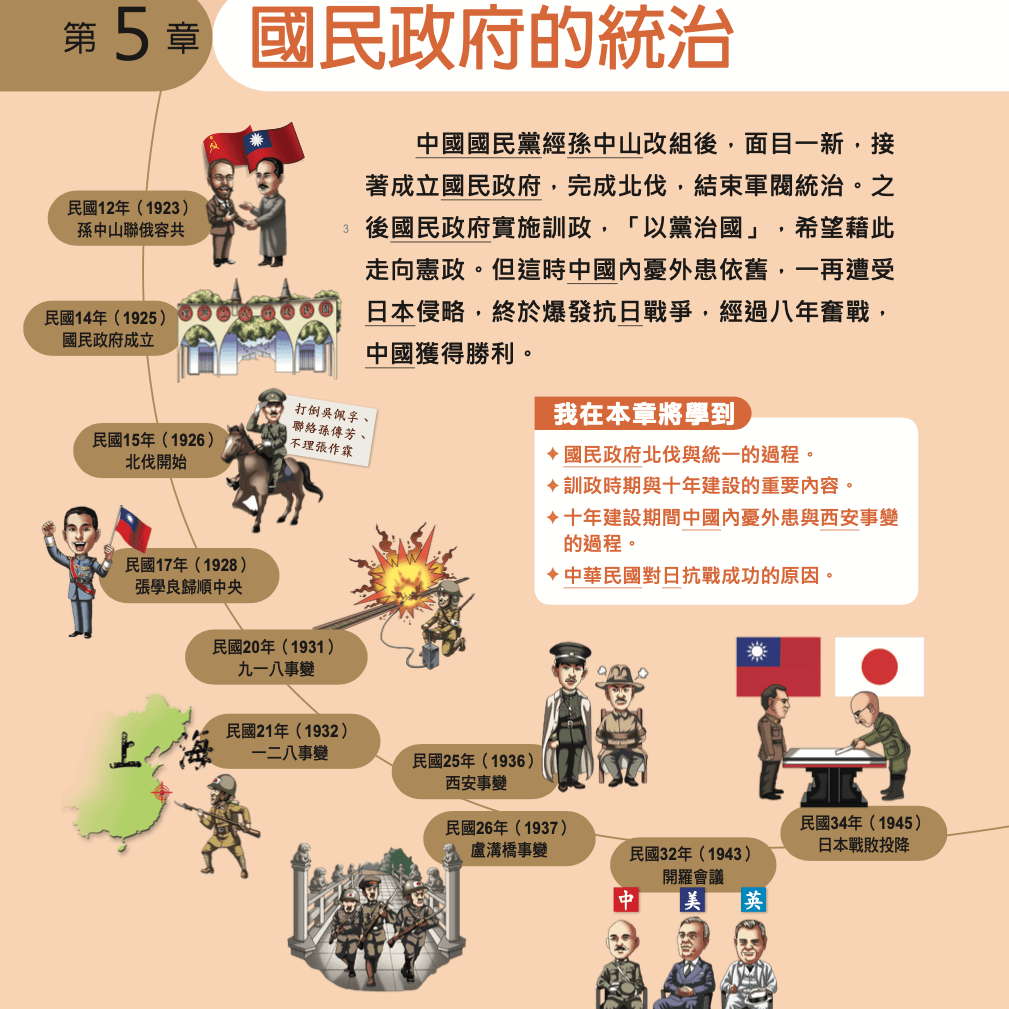 第5章
國民政府的統治
中國國民黨經孫中山改組後，面目一新，接
著成立國民政府，完成北伐，結束軍閥統治。之
3
後國民政府實施訓政，「以黨治國」，希望藉此
走向憲政。但這時中國內憂外患依舊，一再遭受
日本侵略，終於爆發抗日戰爭，經過八年奮戰，
中國獲得勝利。
我在本章將學到
國民政府北伐與統一的過程。
訓政時期與十年建設的重要內容。
十年建設期間中國內憂外患與西安事變
的過程。
中華民國對日抗戰成功的原因。
民國12年（1923）
孫中山聯俄容共
民國14年（1925）
國民政府成立
民國15年（1926）
北伐開始
打倒吳佩孚、
聯絡孫傳芳、
不理張作霖
民國17年（1928）
張學良歸順中央
民國20年（1931）
九一八事變
民國21年（1932）
一二八事變
上海
民國25年（1936）
西安事變
民國26年（1937）
盧溝橋事變
民國32年（1943）
開羅會議
中
美
英
民國34年（1945）
日本戰敗投降